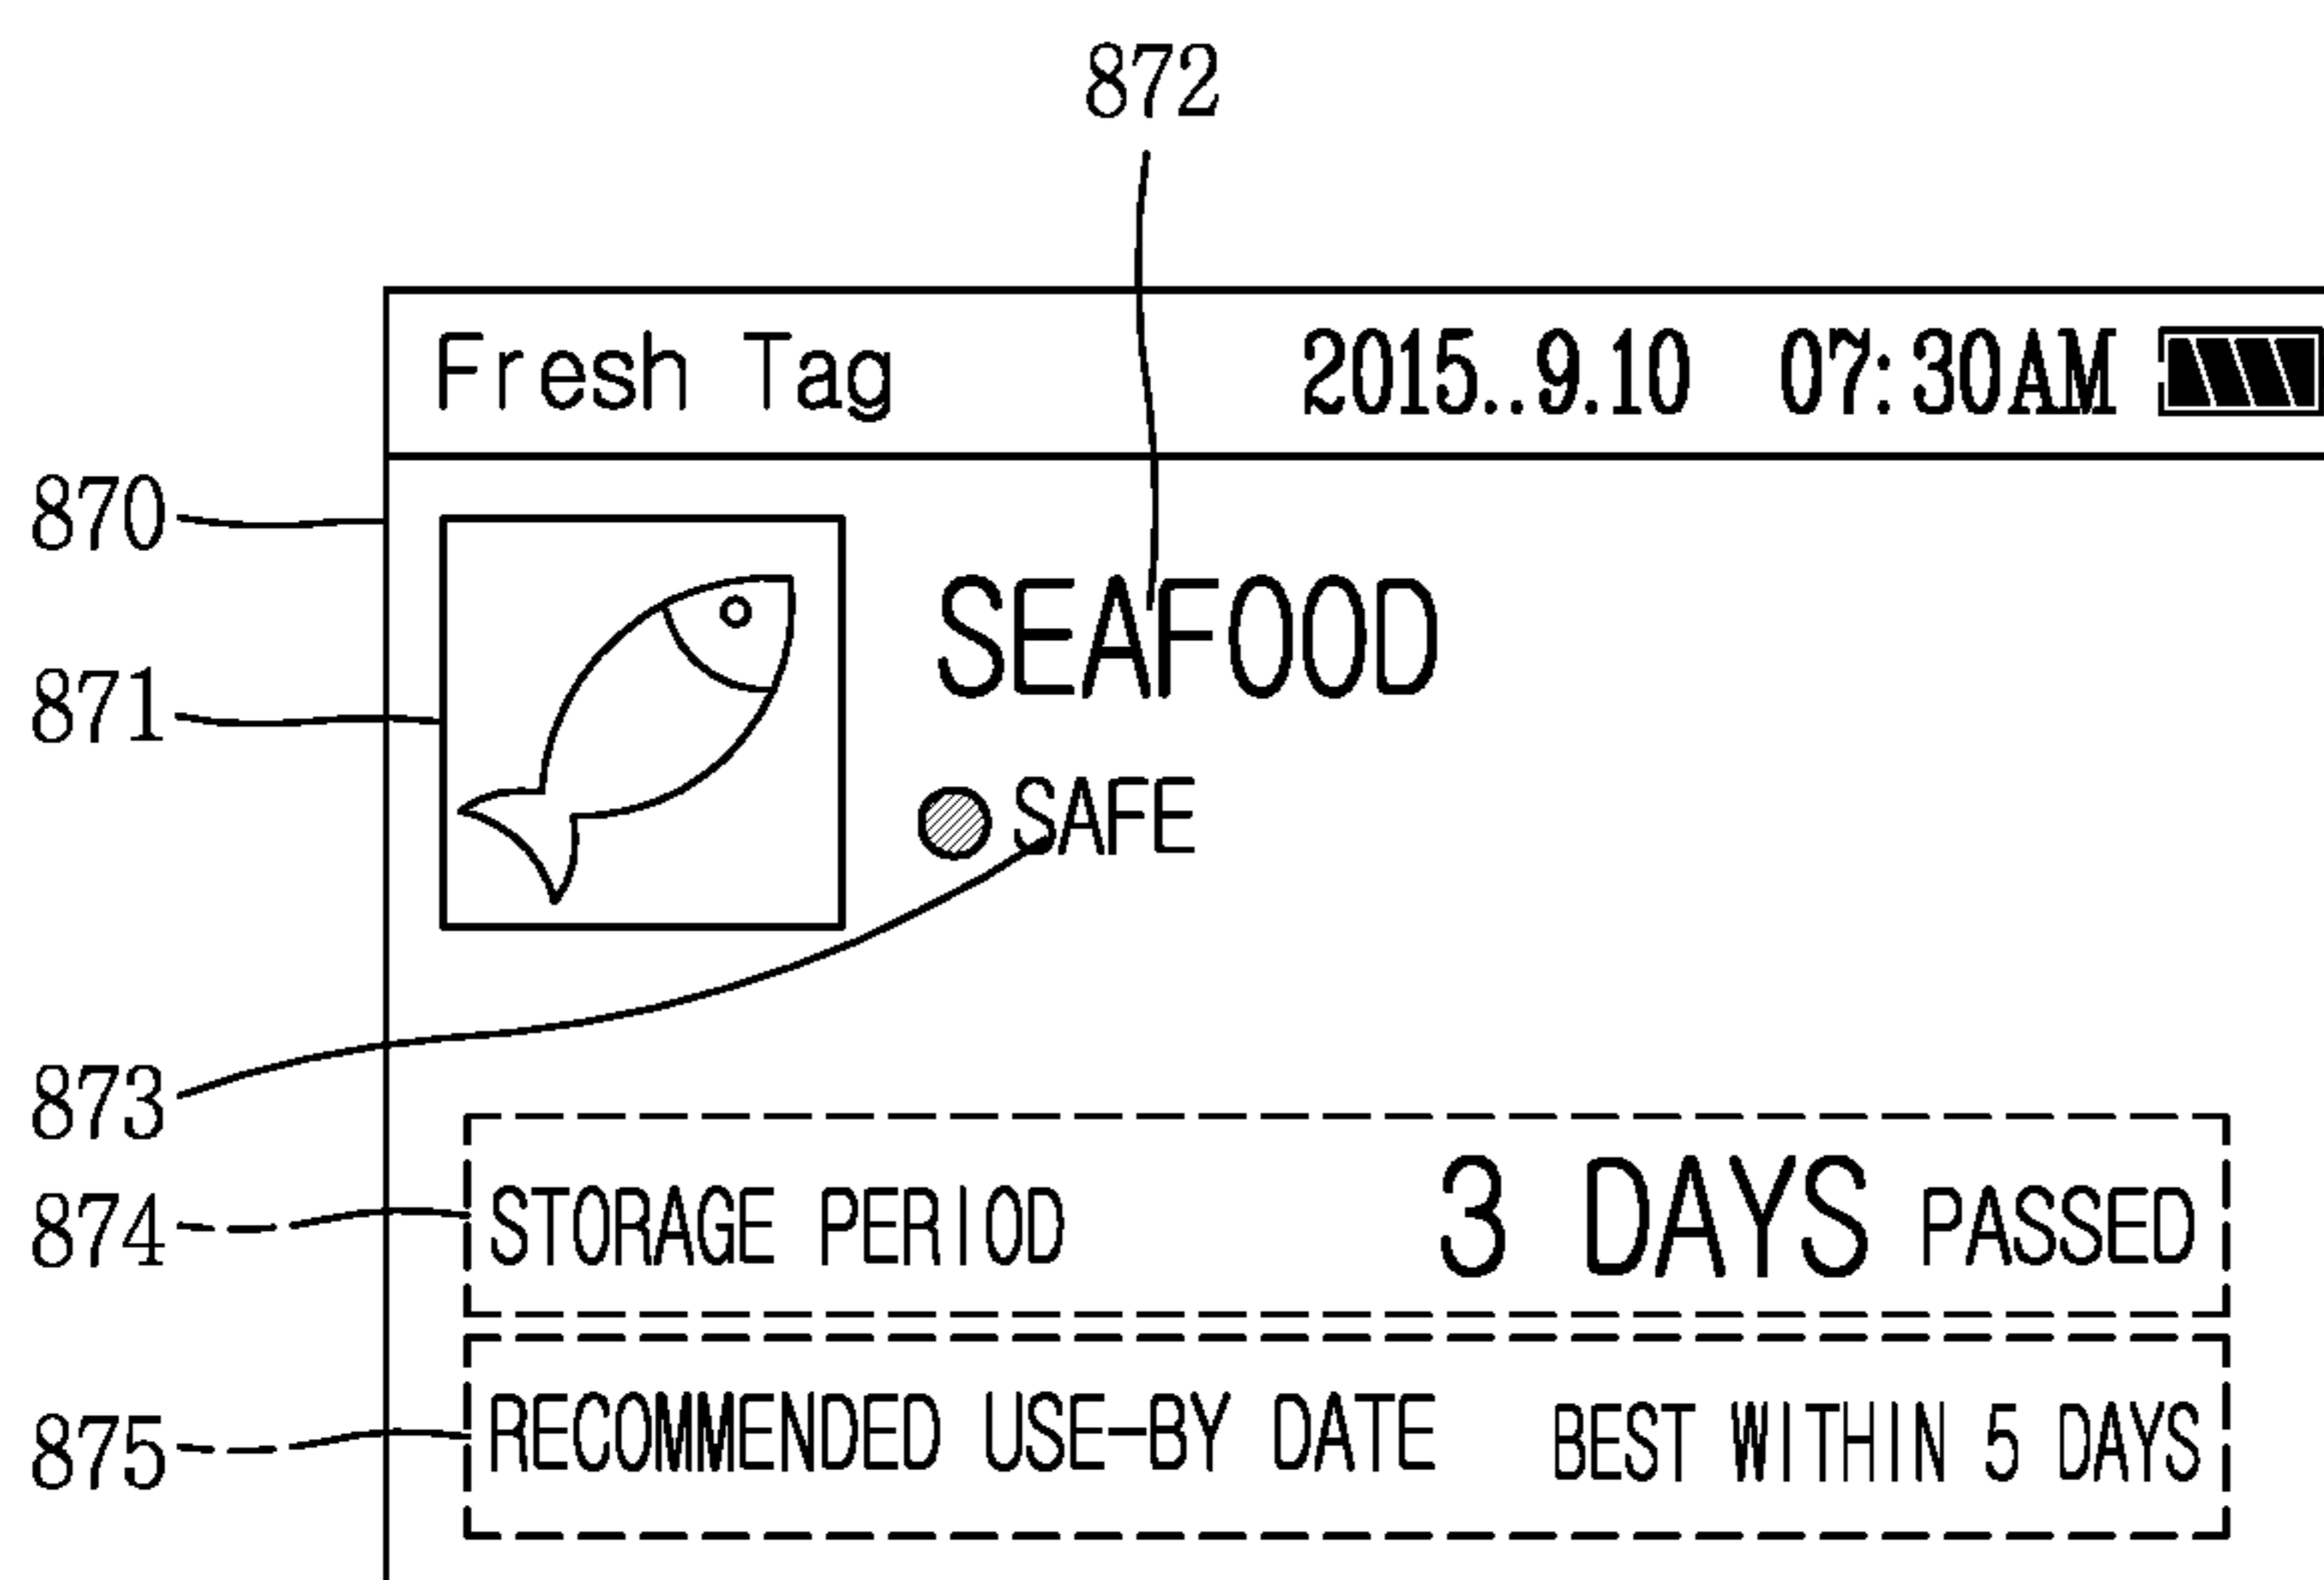 872
Fresh Tag 2015..9.10 07:30AM
870
871
SEAFOOD
SAFE
873
874 STORAGE PERIOD 3 DAYS PASSED
875 RECOMMENDED USE-BY DATE BEST WITHIN 5 DAYS